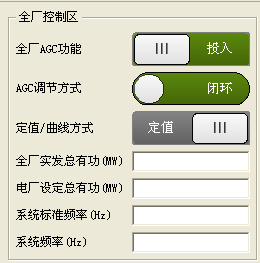 全厂控制区
全厂AGC功能 投入
AGC调节方式 闭环
定值/曲线方式 定值
全厂实发总有功(MW)
电厂设定总有功(MW)
系统标准频率(Hz)
系统频率(Hz)